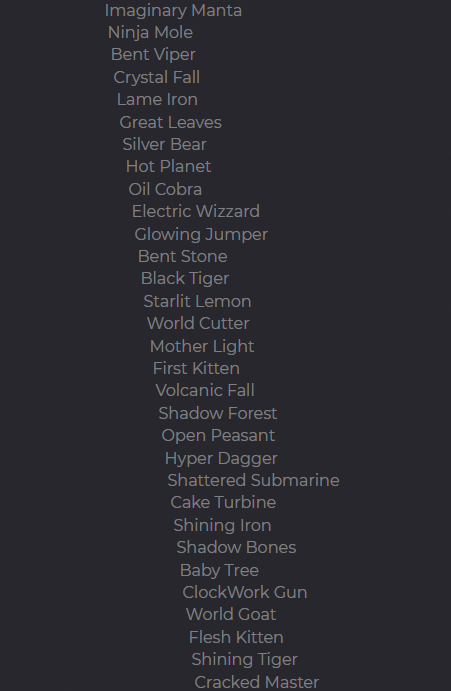 Imaginary Manta
Ninja Mole
Bent Viper
Crystal Fall
Lame Iron
Great Leaves
Silver Bear
Hot Planet
Oil Cobra
Electric Wizzard
Glowing Jumper
Bent Stone
Black Tiger
Starlit Lemon
World Cutter
Mother Light
First Kitten
Volcanic Fall
Shadow Forest
Open Peasant
Hyper Dagger
Shattered Submarine
Cake Turbine
Shining Iron
Shadow Bones
Baby Tree
ClockWork Gun
World Goat
Flesh Kitten
Shining Tiger
Cracked Master